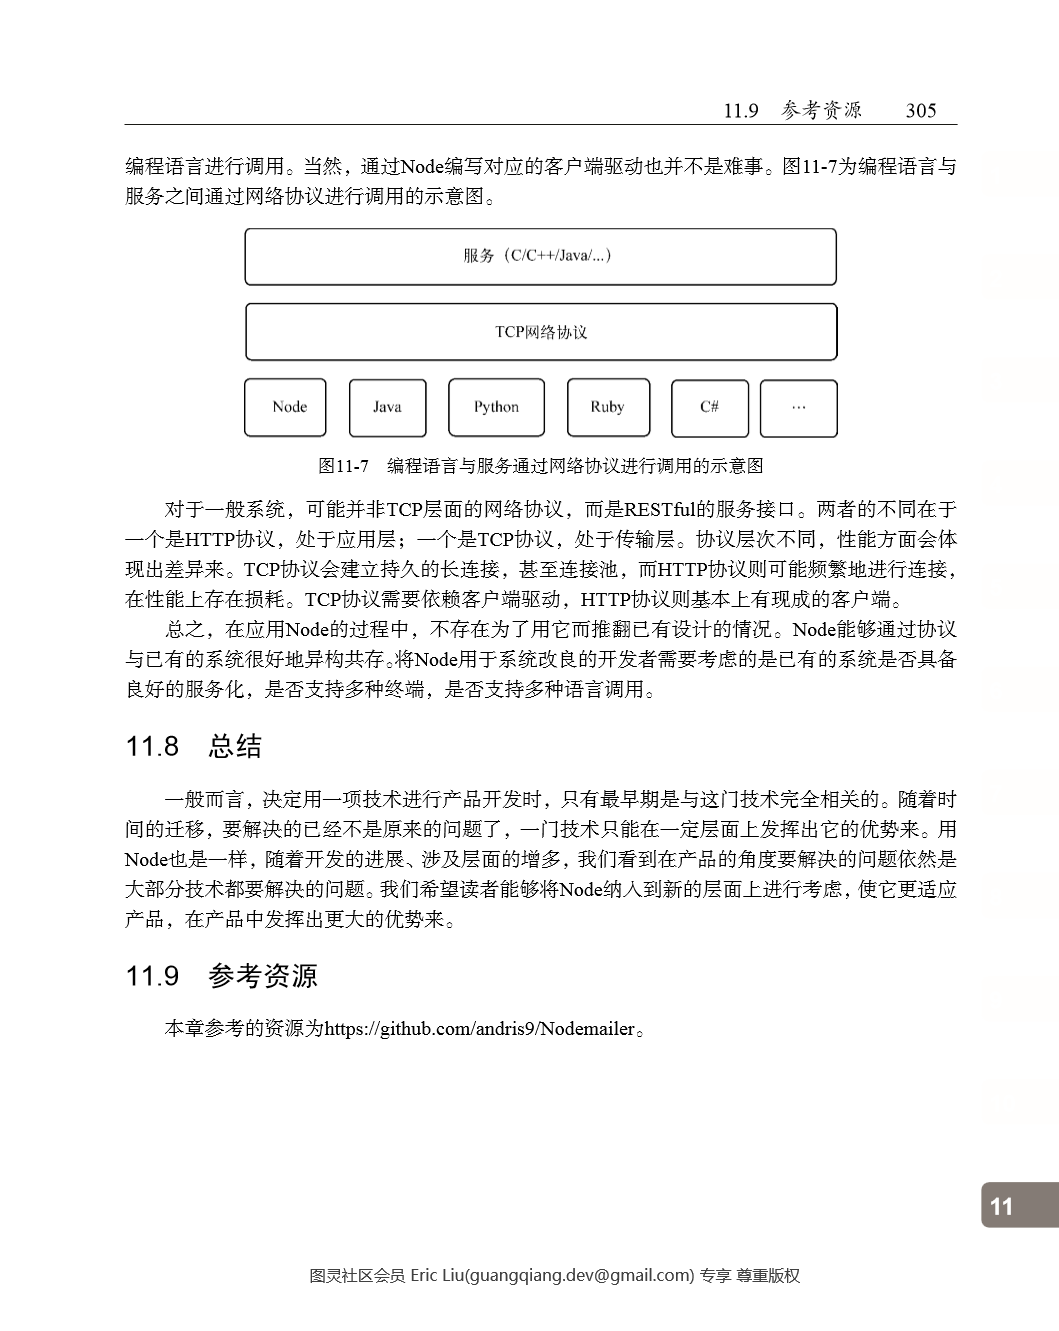 11.9 参考资源 305
编程语言进行调用。当然，通过Node编写对应的客户端驱动也并不是难事。图11-7为编程语言与
服务之间通过网络协议进行调用的示意图。
服务（C/C++/Java/...）
TCP网络协议
Node Java Python Ruby C# …
图11-7 编程语言与服务通过网络协议进行调用的示意图
对于一般系统，可能并非TCP层面的网络协议，而是RESTful的服务接口。两者的不同在于
一个是HTTP协议，处于应用层；一个是TCP协议，处于传输层。协议层次不同，性能方面会体
现出差异来。TCP协议会建立持久的长连接，甚至连接池，而HTTP协议则可能频繁地进行连接，
在性能上存在损耗。TCP协议需要依赖客户端驱动，HTTP协议则基本上有现成的客户端。
总之，在应用Node的过程中，不存在为了用它而推翻已有设计的情况。Node能够通过协议
与已有的系统很好地异构共存。将Node用于系统改良的开发者需要考虑的是已有的系统是否具备
良好的服务化，是否支持多种终端，是否支持多种语言调用。
11.8 总结
一般而言，决定用一项技术进行产品开发时，只有最早期是与这门技术完全相关的。随着时
间的迁移，要解决的已经不是原来的问题了，一门技术只能在一定层面上发挥出它的优势来。用
Node也是一样，随着开发的进展、涉及层面的增多，我们看到在产品的角度要解决的问题依然是
大部分技术都要解决的问题。我们希望读者能够将Node纳入到新的层面上进行考虑，使它更适应
产品，在产品中发挥出更大的优势来。
11.9 参考资源
本章参考的资源为https://github.com/andris9/Nodemailer。
11
图灵社区会员 Eric Liu(guangqiang.dev@gmail.com) 专享 尊重版权